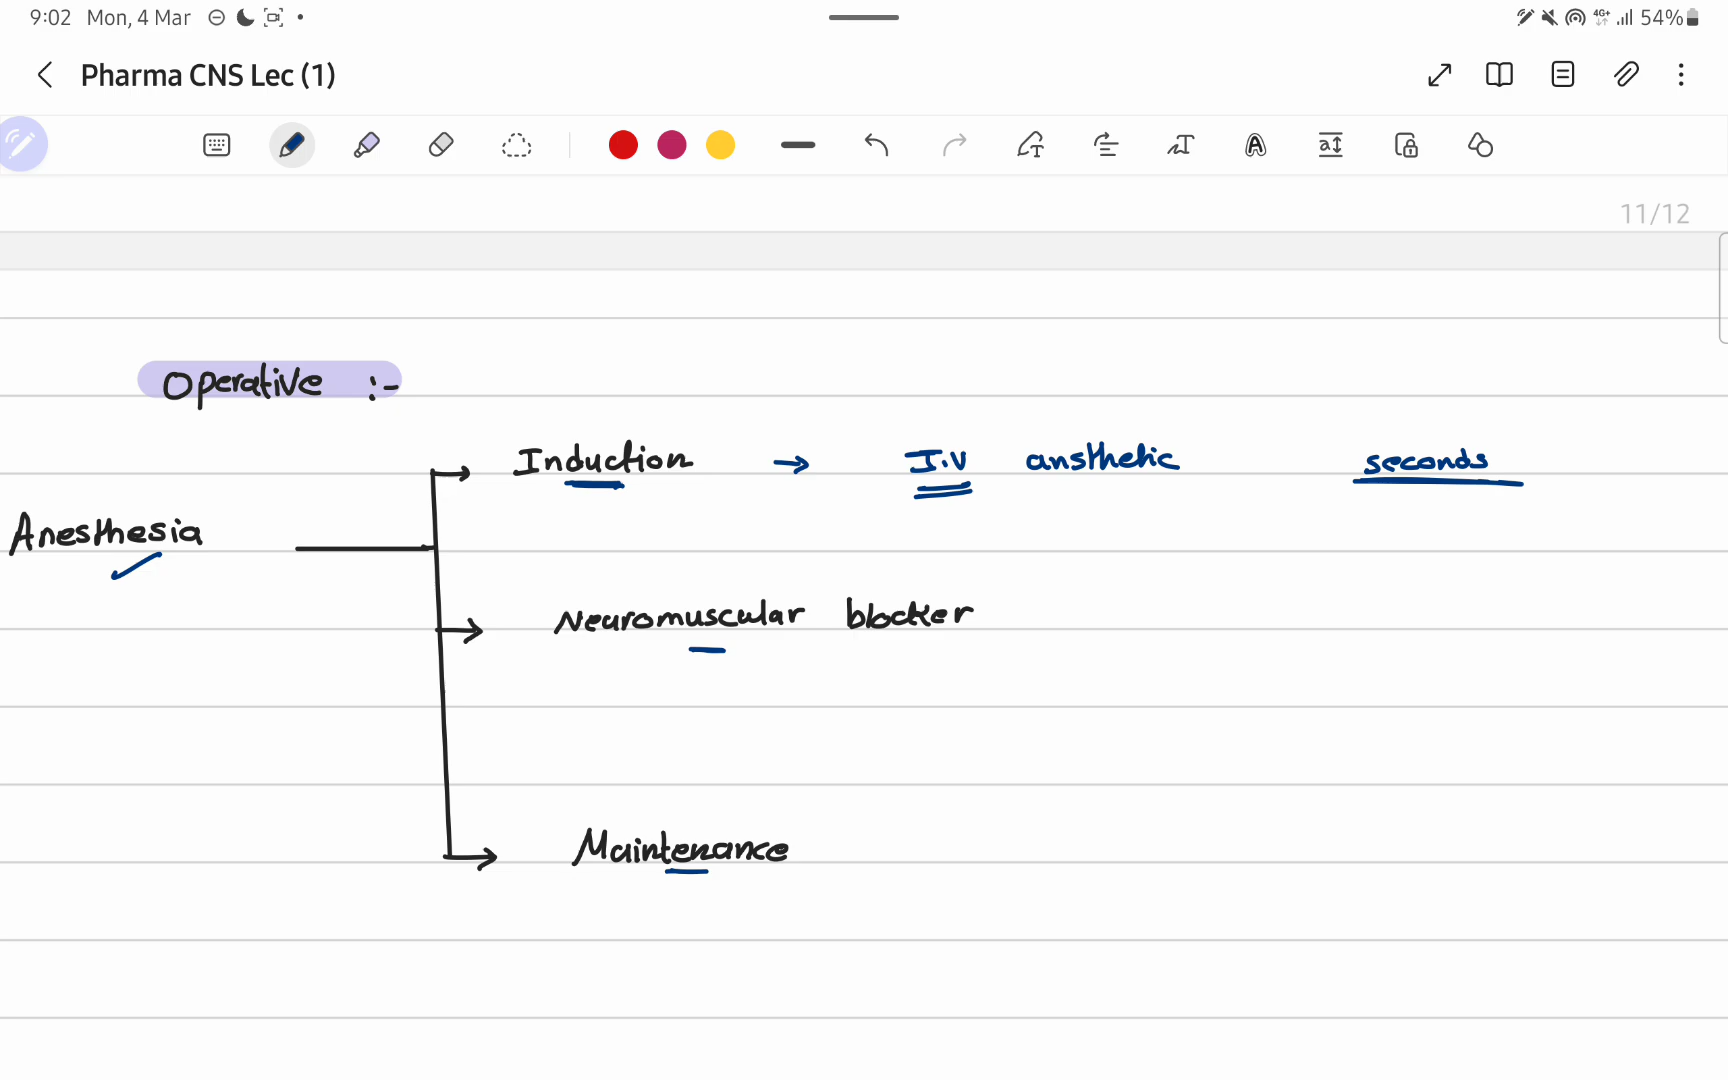 9:02 Mon, 4 Mar 4G+ 54%
Pharma CNS Lec (1)
11/12
Operative :-
Induction → I.V ansthetic seconds
Anesthesia
Neuromuscular blocker
Maintenance